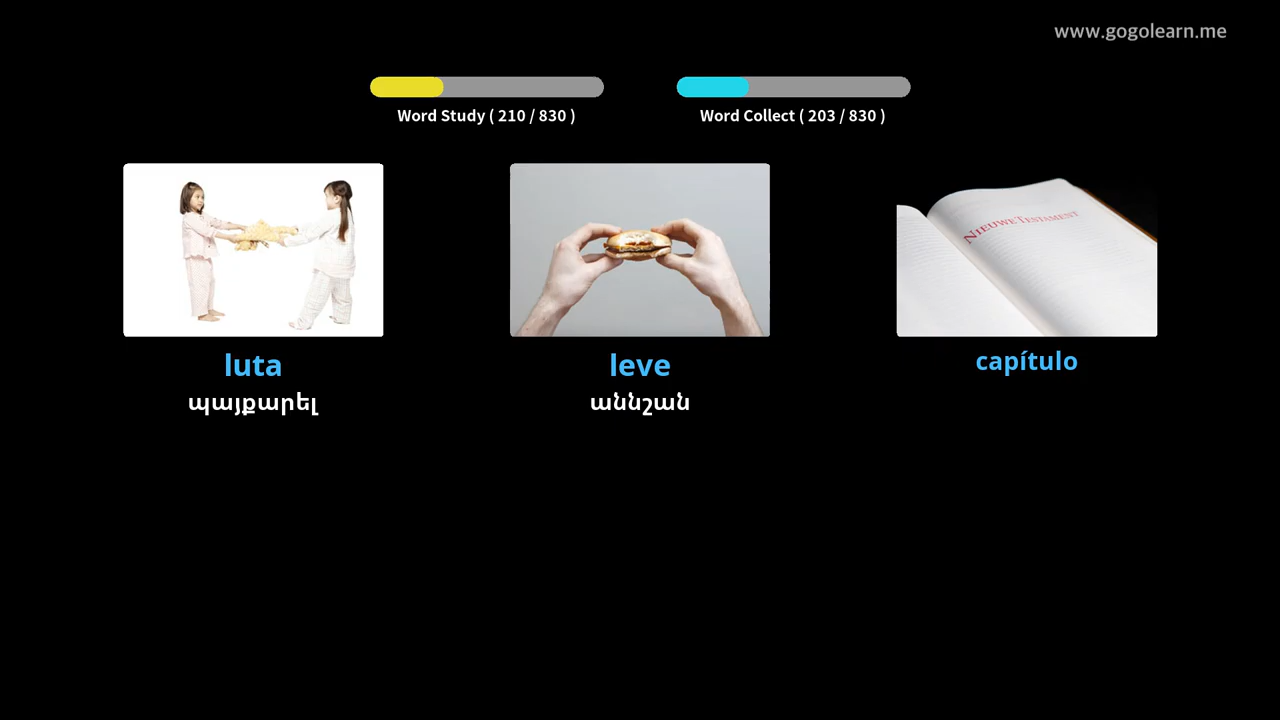 www.gogolearn.me
Word Study ( 210 / 830 )
Word Collect ( 203 / 830 )
NIEUWE TESTAMENT
luta
leve
capítulo
պայքարել
աննշան